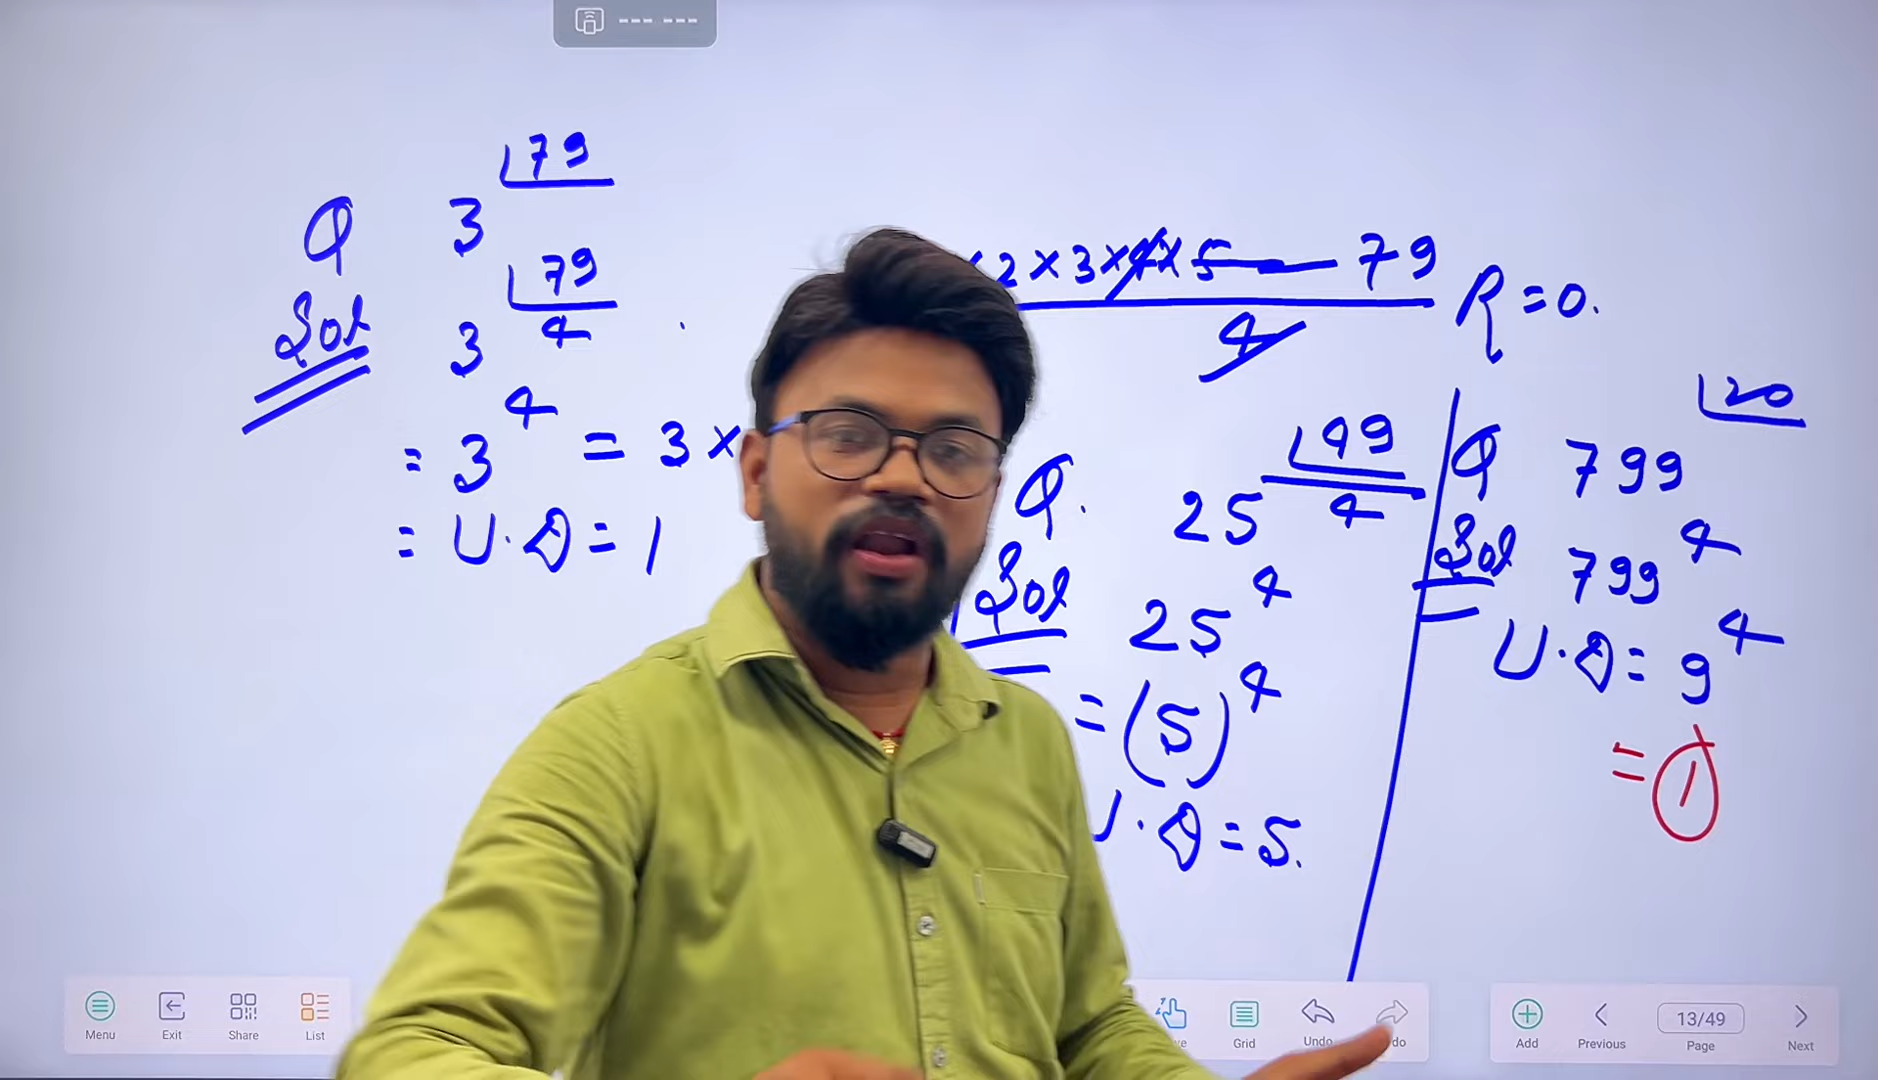 --- ---
Q 3^⌊79
Sol 3^⌊79/4
= 3^4 = 3×
= U.D = 1
2×3×4×5 — 79 / 4 R=0.
Q. 25^⌊49/4
Sol 25^4
= (5)^4
U.D = 5.
Q 799^⌊20
Sol 799^4
U.D = 9^4
= 1
Menu Exit Share List
Grid Undo
Add Previous 13/49 Page Next